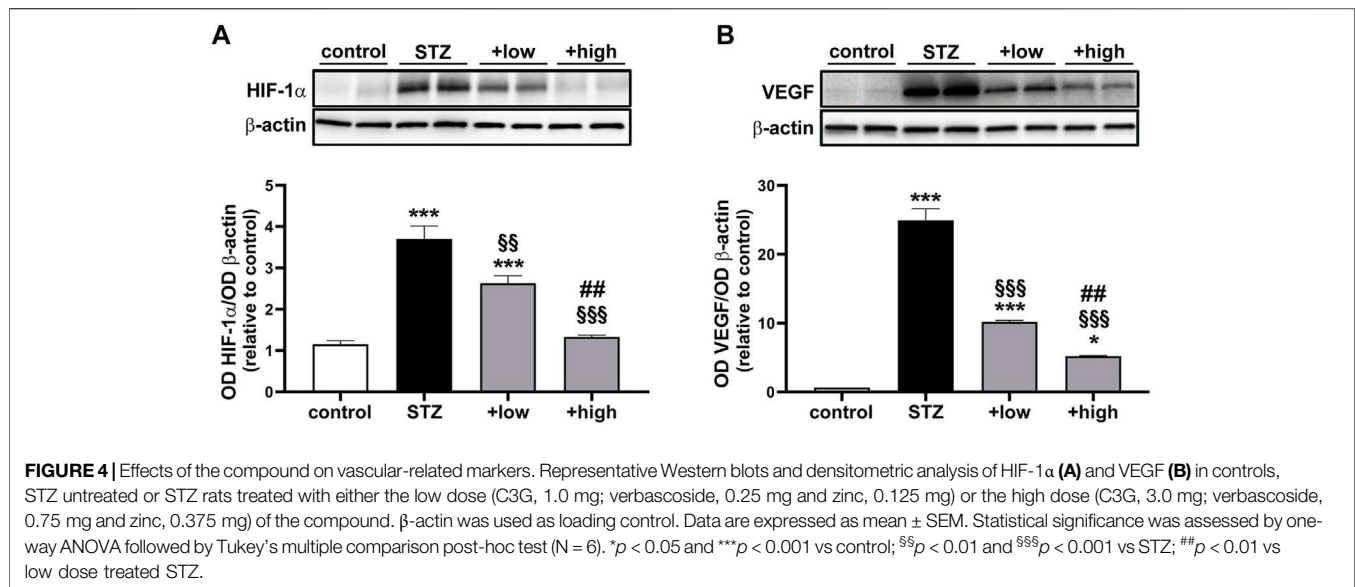 A
control STZ +low +high
HIF-1α
β-actin
OD HIF-1α/OD β-actin
(relative to control)
5
4
3
2
1
0
***
§§
***
##
§§§
control STZ +low +high
B
control STZ +low +high
VEGF
β-actin
OD VEGF/OD β-actin
(relative to control)
30
20
10
0
***
§§§
***
##
§§§
*
control STZ +low +high
FIGURE 4 | Effects of the compound on vascular-related markers. Representative Western blots and densitometric analysis of HIF-1α (A) and VEGF (B) in controls,
STZ untreated or STZ rats treated with either the low dose (C3G, 1.0 mg; verbascoside, 0.25 mg and zinc, 0.125 mg) or the high dose (C3G, 3.0 mg; verbascoside,
0.75 mg and zinc, 0.375 mg) of the compound. β-actin was used as loading control. Data are expressed as mean ± SEM. Statistical significance was assessed by one-
way ANOVA followed by Tukey's multiple comparison post-hoc test (N = 6). *p < 0.05 and ***p < 0.001 vs control; §§p < 0.01 and §§§p < 0.001 vs STZ; ##p < 0.01 vs
low dose treated STZ.